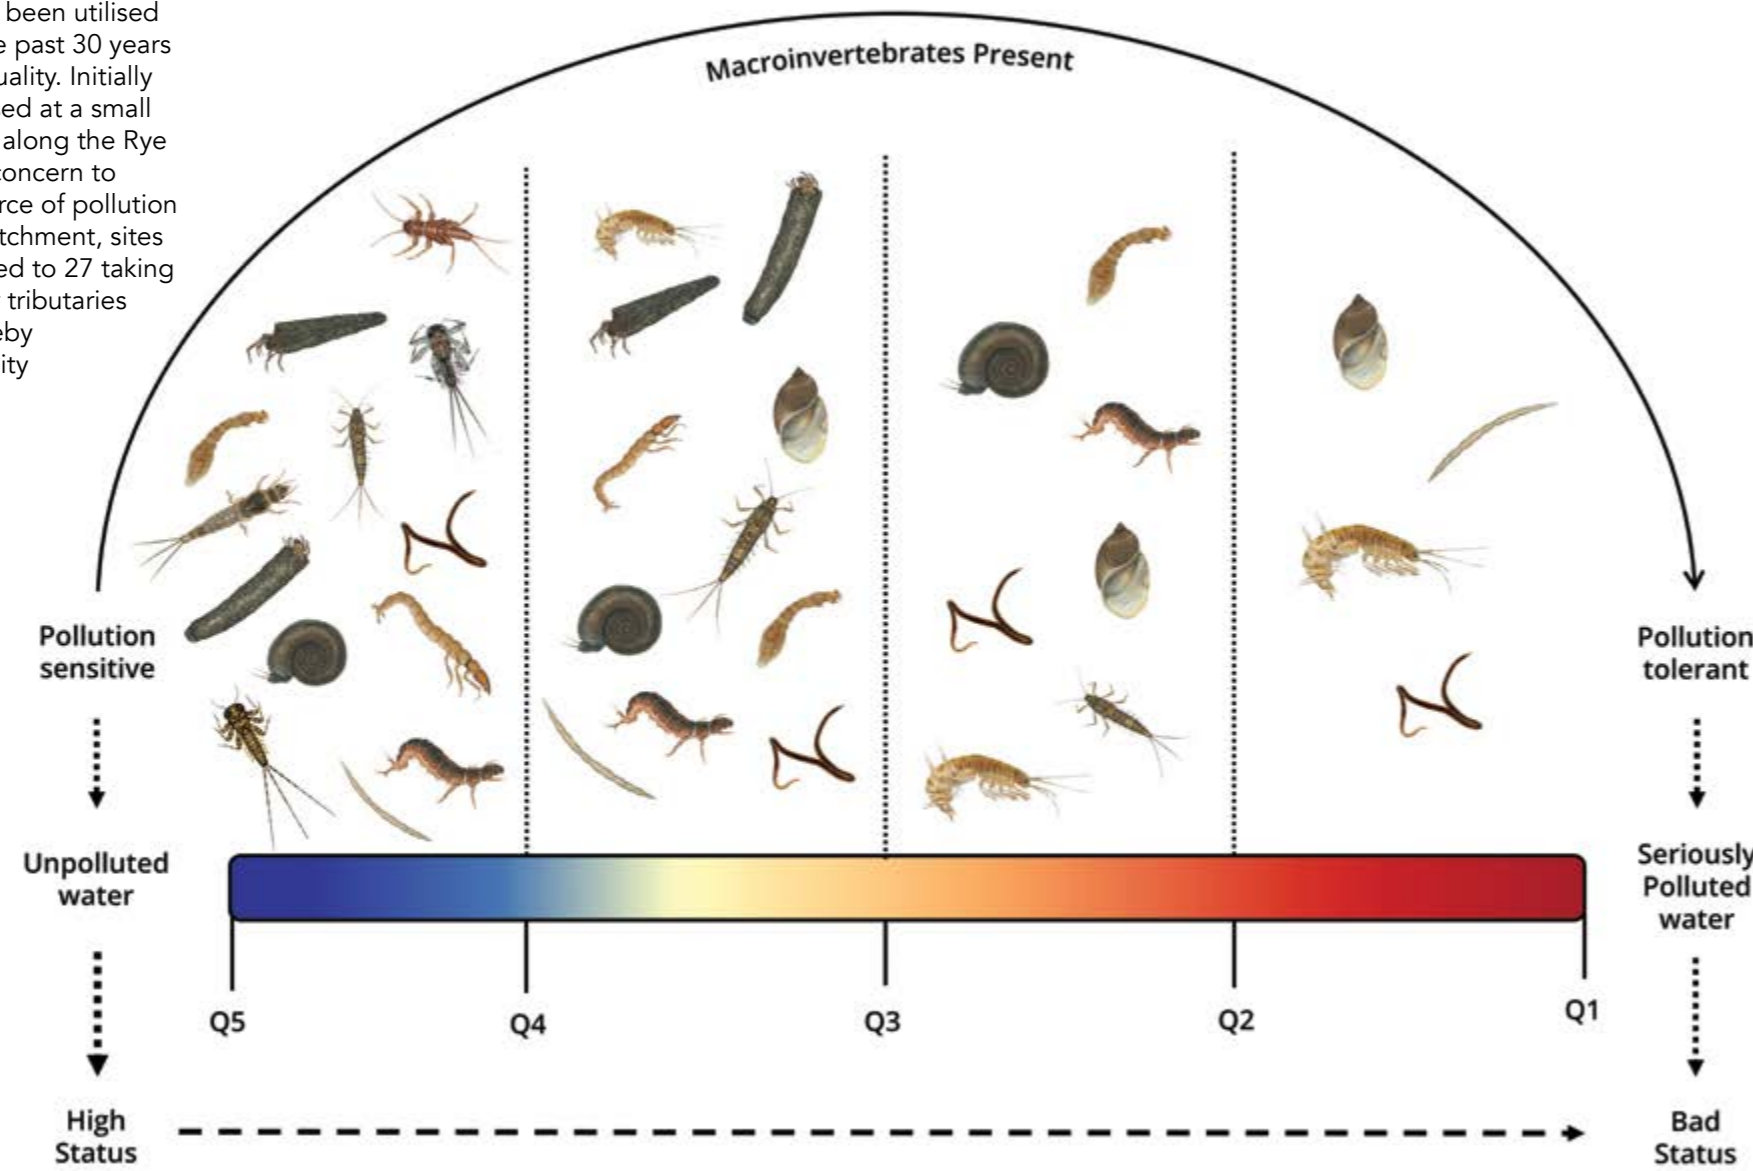 been utilised
e past 30 years
uality. Initially
sed at a small
along the Rye
concern to
rce of pollution
tchment, sites
ed to 27 taking
tributaries
eby
ity
Macroinvertebrates Present
Pollution
sensitive
Pollution
tolerant
Unpolluted
water
Seriously
Polluted
water
Q5
Q4
Q3
Q2
Q1
High
Status
Bad
Status